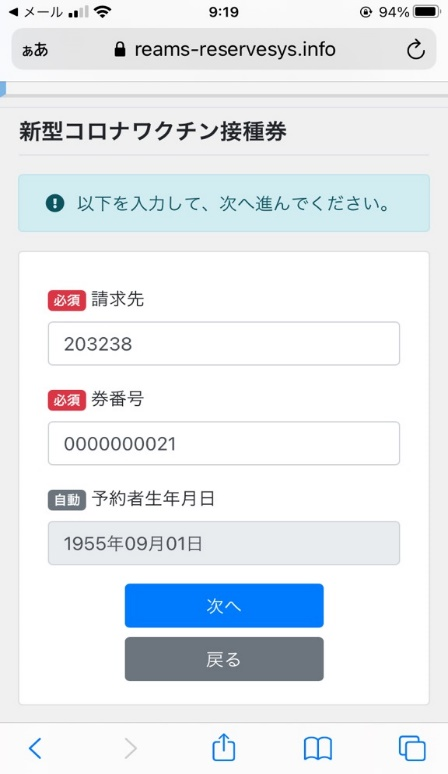 メール 9:19 94%
ぁあ reams-reservesys.info
新型コロナワクチン接種券
以下を入力して、次へ進んでください。
必須 請求先
203238
必須 券番号
0000000021
自動 予約者生年月日
1955年09月01日
次へ
戻る